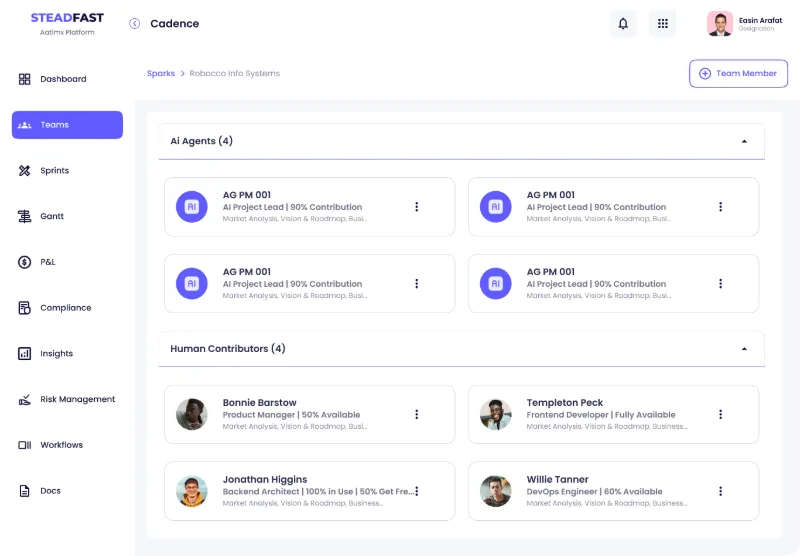 STEADFAST
Aatlms Platform
Cadence
Easin Arafat
Designation
Dashboard
Teams
Sprints
Gantt
P&L
Compliance
Insights
Risk Management
Workflows
Docs
Sparks > Robocco Info Systems
Team Member
Ai Agents (4)
AG PM 001
AI Project Lead | 90% Contribution
Market Analysis, Vision & Roadmap, Busi...
AI
AG PM 001
AI Project Lead | 90% Contribution
Market Analysis, Vision & Roadmap, Busi...
AI
AG PM 001
AI Project Lead | 90% Contribution
Market Analysis, Vision & Roadmap, Busi...
AI
AG PM 001
AI Project Lead | 90% Contribution
Market Analysis, Vision & Roadmap, Busi...
AI
Human Contributors (4)
Bonnie Barstow
Product Manager | 50% Available
Market Analysis, Vision & Roadmap, Busi...
Templeton Peck
Frontend Developer | Fully Available
Market Analysis, Vision & Roadmap, Business...
Jonathan Higgins
Backend Architect | 100% in Use | 50% Get Fre...
Market Analysis, Vision & Roadmap, Business...
Willie Tanner
DevOps Engineer | 60% Available
Market Analysis, Vision & Roadmap, Business...